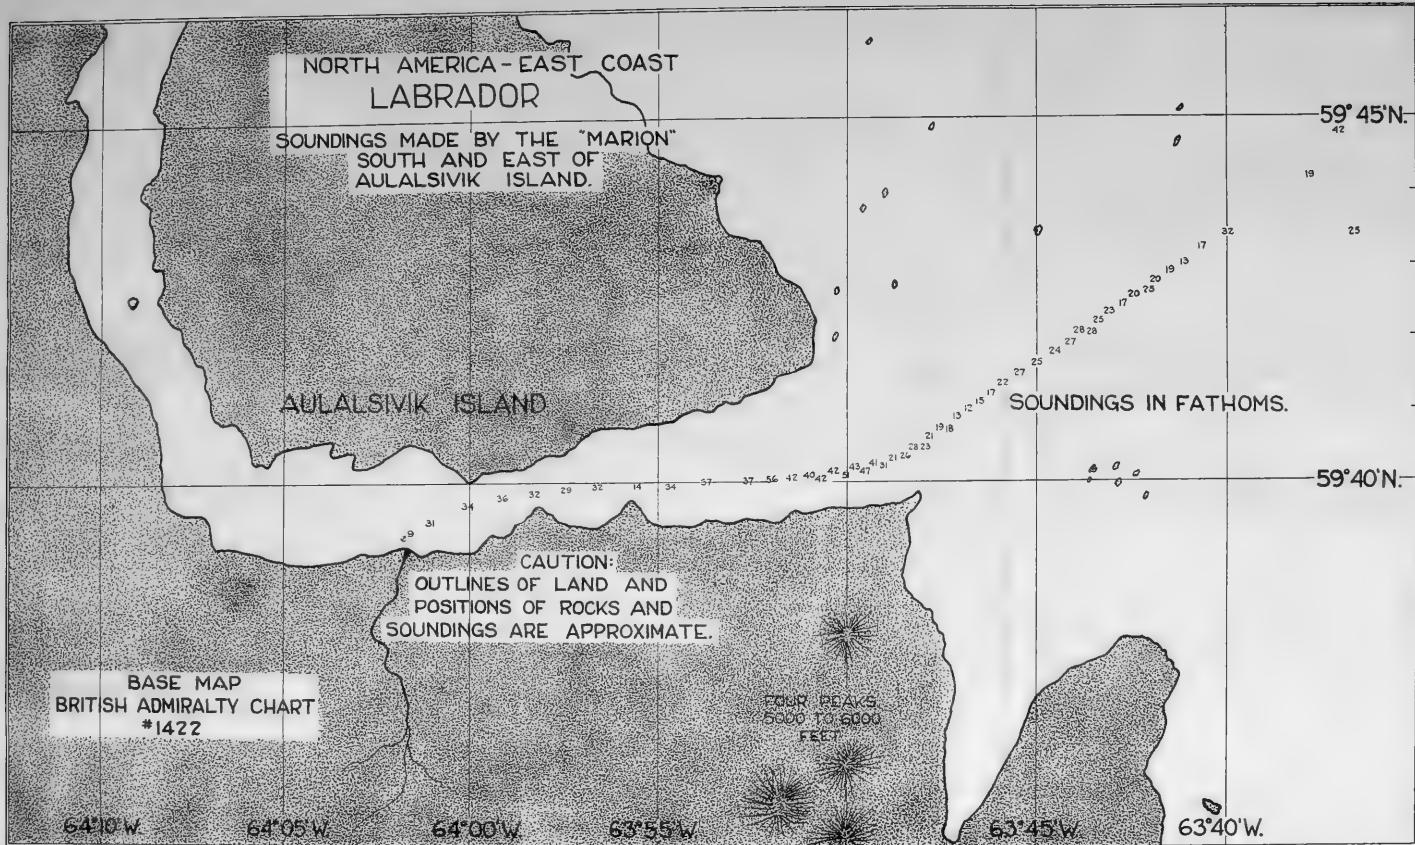 NORTH AMERICA-EAST COAST
LABRADOR
SOUNDINGS MADE BY THE "MARION"
SOUTH AND EAST OF
AULALSIVIK ISLAND.
59°45'N.
42
19
32
25
17
13
19
20
25
20
17
23
25
28
28
27
24
25
27
22
17
15
12
13
AULALSIVIK ISLAND
SOUNDINGS IN FATHOMS.
19
18
21
23
28
26
21
31
41
47
43
51
42
42
40
42
56
37
57
34
14
32
29
32
36
34
31
29
59°40'N.
CAUTION:
OUTLINES OF LAND AND
POSITIONS OF ROCKS AND
SOUNDINGS ARE APPROXIMATE.
BASE MAP
BRITISH ADMIRALTY CHART
#1422
FOUR PEAKS
5000 TO 6000
FEET
64°10'W.
64°05'W.
64°00'W.
63°55'W.
63°45'W.
63°40'W.